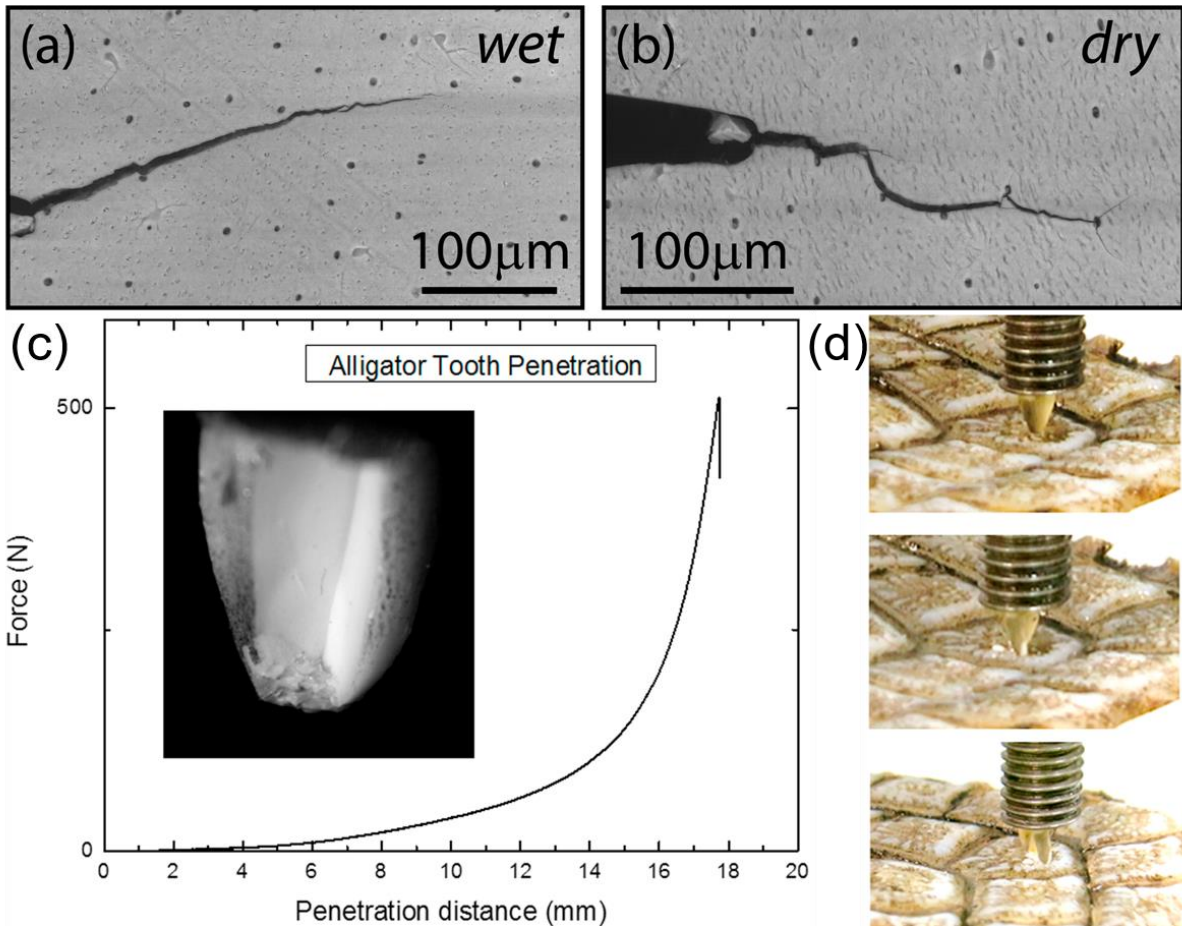 (a)
wet
100μm
(b)
dry
100μm
(c)
Alligator Tooth Penetration
500
0
Force (N)
0 2 4 6 8 10 12 14 16 18 20
Penetration distance (mm)
(d)